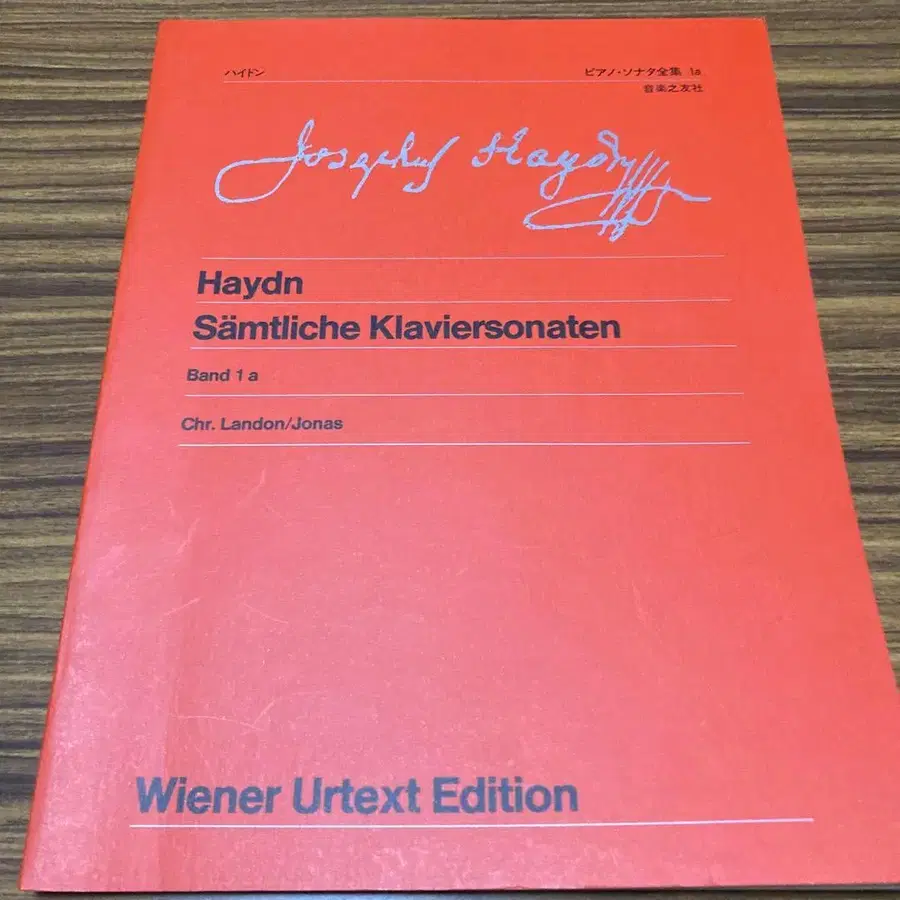 ハイドン
ピアノ・ソナタ全集 1a
音楽之友社
Josephus Haydn
Haydn
Sämtliche Klaviersonaten
Band 1 a
Chr. Landon/Jonas
Wiener Urtext Edition